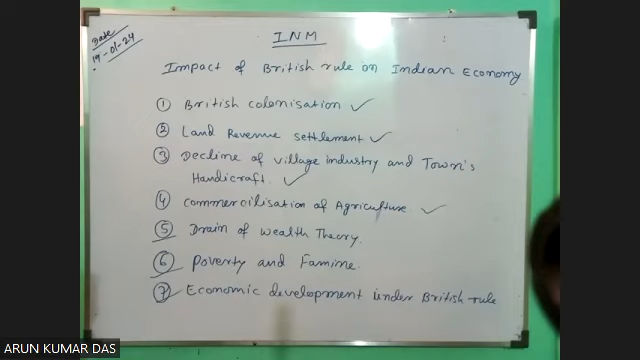 Date
19-01-24
INM
Impact of British rule on Indian Economy
① British colonisation ✓
② Land Revenue settlement ✓
③ Decline of village industry and Town's
Handicraft. ✓
④ commercilisation of Agriculture. ✓
⑤ Drain of wealth Theory.
⑥ Poverty and Famine.
⑦ Economic development under British rule
ARUN KUMAR DAS